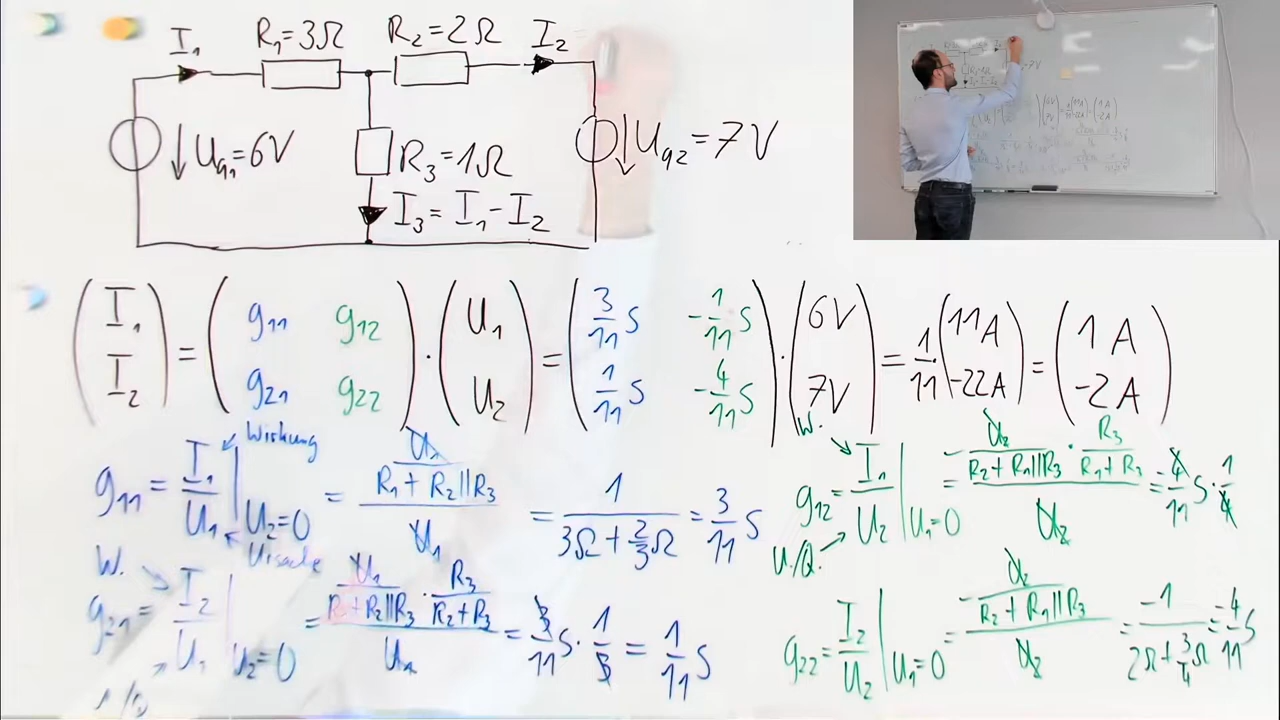 I₁ R₁=3Ω R₂=2Ω I₂
U_q1=6V R₃=1Ω U_q2=7V
I₃=I₁-I₂
(I₁ I₂) = (g₁₁ g₁₂ g₂₁ g₂₂) · (U₁ U₂) = (3/11 S -1/11 S 1/11 S -4/11 S) · (6V 7V) = 1/11 · (11A -22A) = (1A -2A)
Wirkung
g₁₁ = I₁/U₁ | U₂=0 = (U₁/(R₁+R₂||R₃))/U₁ = 1/(3Ω+2/3Ω) = 3/11 S
Ursache
W.
g₂₁ = I₂/U₁ | U₂=0 = (U₁/(R₁+R₂||R₃) · R₃/(R₂+R₃))/U₁ = 3/11 S · 1/3 = 1/11 S
W.
g₁₂ = I₁/U₂ | U₁=0 = (-U₂/(R₂+R₁||R₃) · R₃/(R₁+R₃))/U₂ = -4/11 S · 1/4
U./Q.
g₂₂ = I₂/U₂ | U₁=0 = (-U₂/(R₂+R₁||R₃))/U₂ = -1/(2Ω+3/4Ω) = -4/11 S